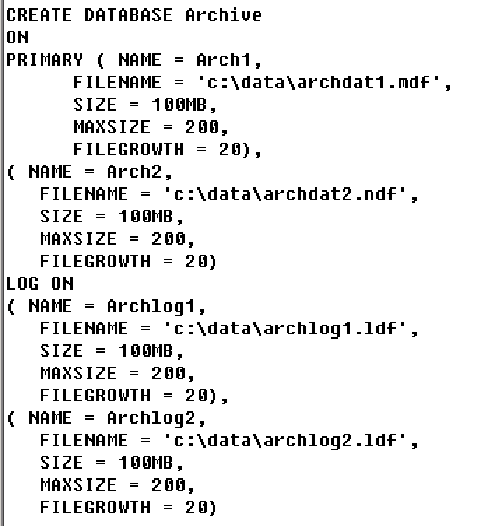 CREATE DATABASE Archive
ON
PRIMARY ( NAME = Arch1,
FILENAME = 'c:\data\archdat1.mdf',
SIZE = 100MB,
MAXSIZE = 200,
FILEGROWTH = 20),
( NAME = Arch2,
FILENAME = 'c:\data\archdat2.ndf',
SIZE = 100MB,
MAXSIZE = 200,
FILEGROWTH = 20)
LOG ON
( NAME = Archlog1,
FILENAME = 'c:\data\archlog1.ldf',
SIZE = 100MB,
MAXSIZE = 200,
FILEGROWTH = 20),
( NAME = Archlog2,
FILENAME = 'c:\data\archlog2.ldf',
SIZE = 100MB,
MAXSIZE = 200,
FILEGROWTH = 20)